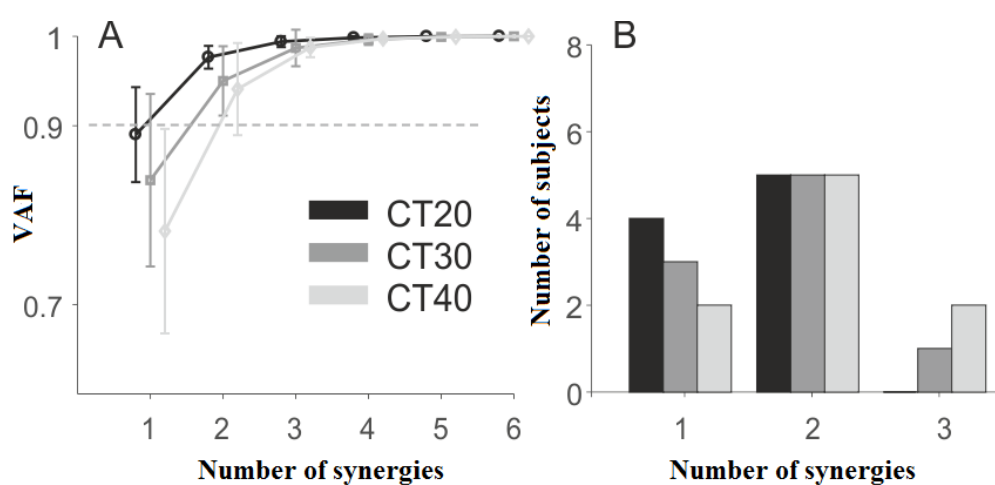 A
1
0.9
0.7
VAF
CT20
CT30
CT40
1 2 3 4 5 6
Number of synergies
B
8
6
4
2
0
Number of subjects
1 2 3
Number of synergies